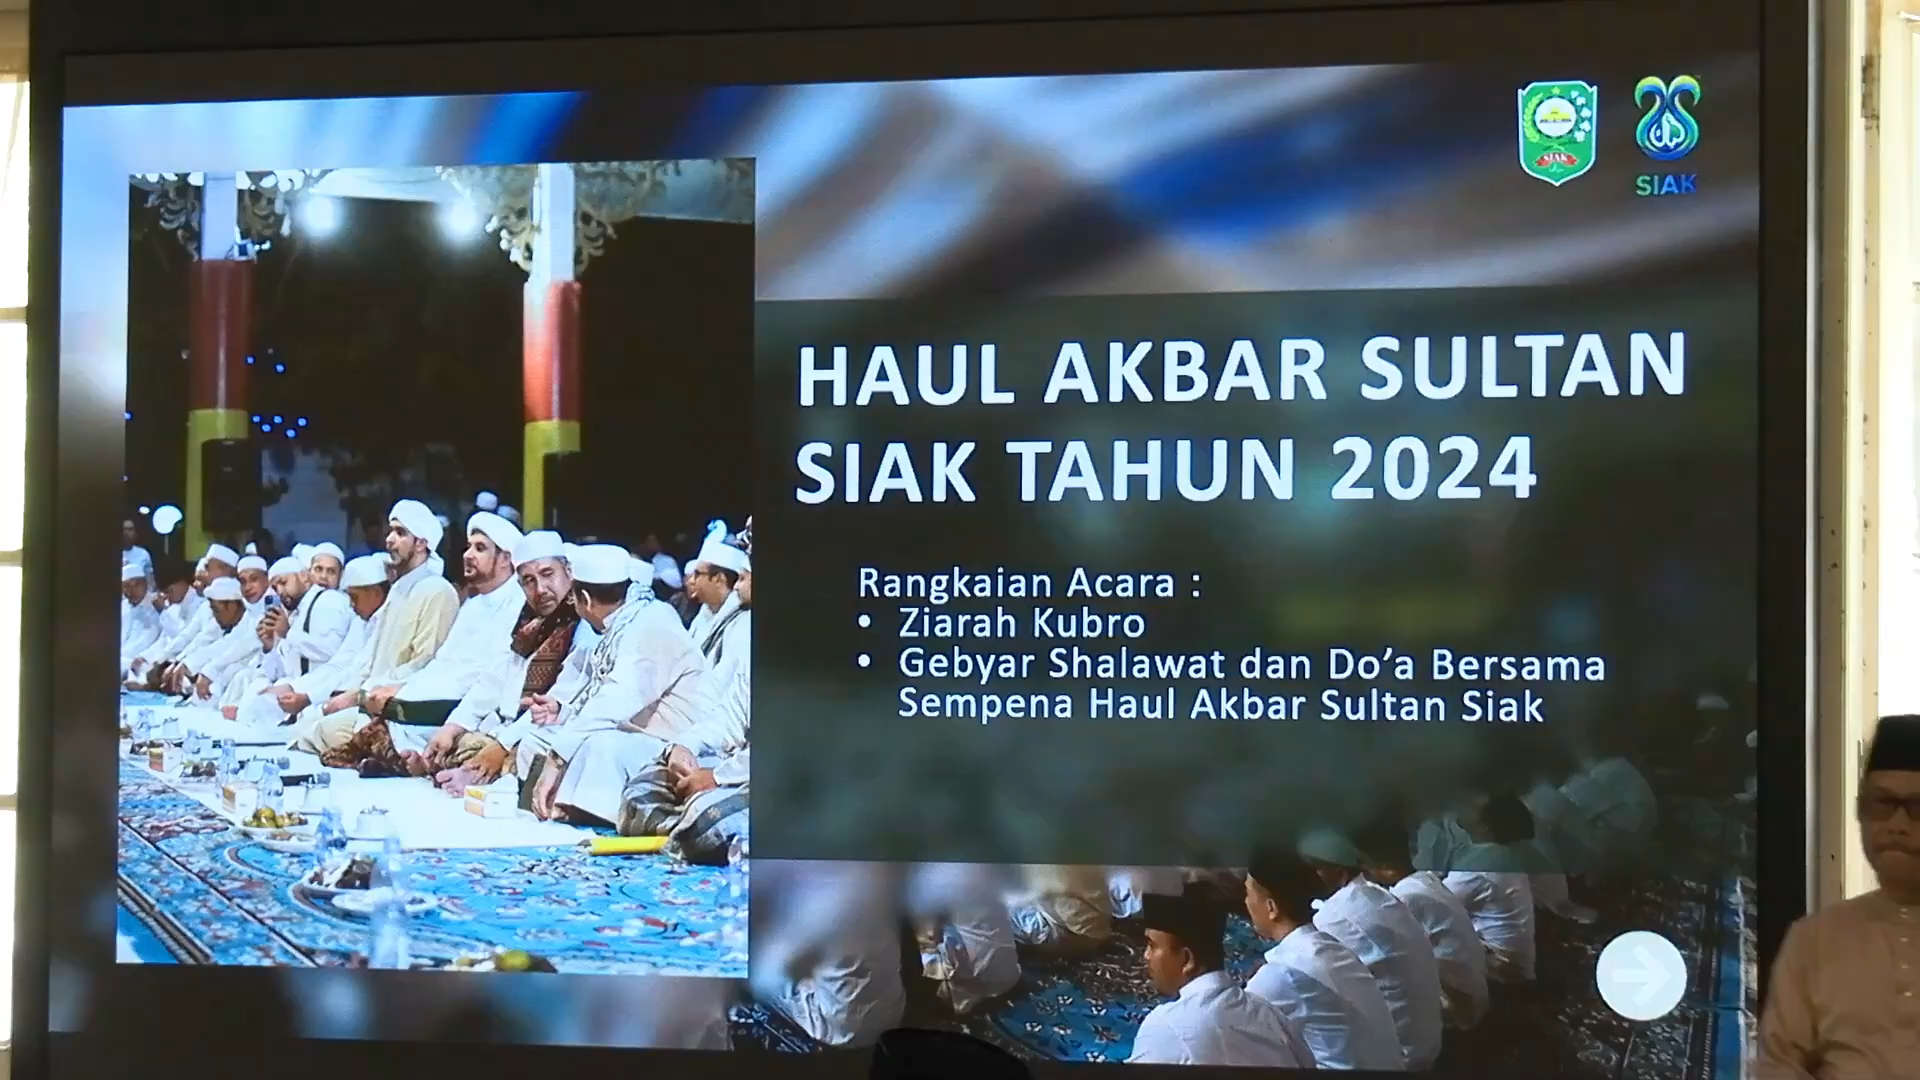 SIAK
SIAK
HAUL AKBAR SULTAN
SIAK TAHUN 2024
Rangkaian Acara :
• Ziarah Kubro
• Gebyar Shalawat dan Do’a Bersama
Sempena Haul Akbar Sultan Siak